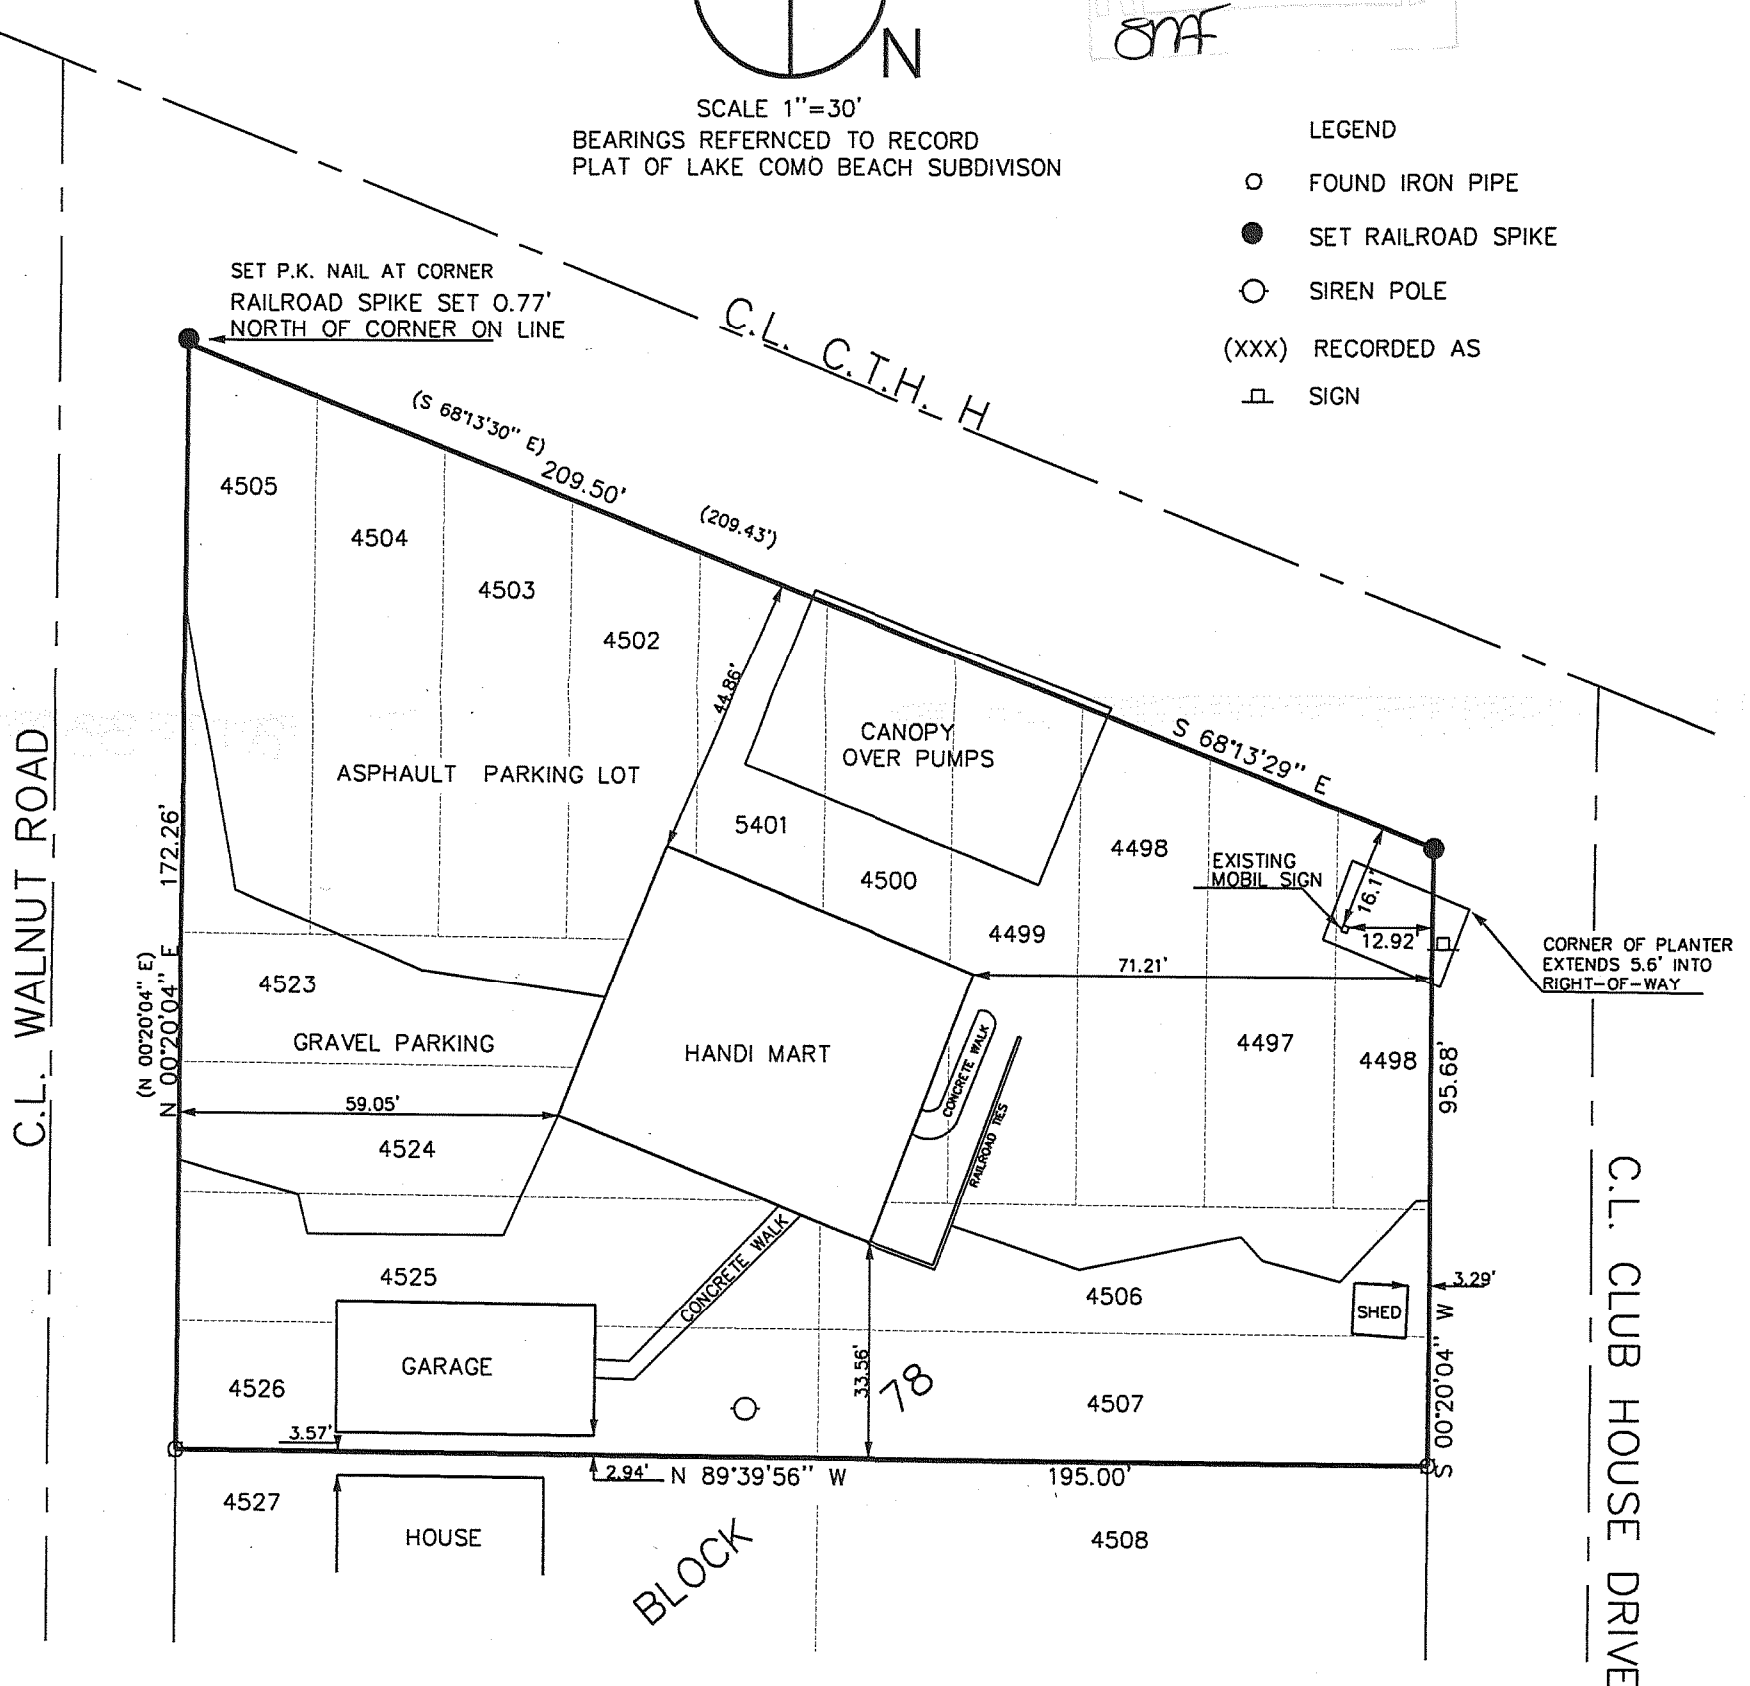 N
SCALE 1"=30'
BEARINGS REFERNCED TO RECORD
PLAT OF LAKE COMO BEACH SUBDIVISON
LEGEND
FOUND IRON PIPE
SET RAILROAD SPIKE
SIREN POLE
(XXX) RECORDED AS
SIGN
SET P.K. NAIL AT CORNER
RAILROAD SPIKE SET 0.77'
NORTH OF CORNER ON LINE
C.L. C.T.H. H
(S 68°13'30" E)
209.50'
(209.43')
4505
4504
4503
4502
44.86'
CANOPY
OVER PUMPS
S 68°13'29" E
ASPHAULT PARKING LOT
5401
4500
4499
4498
EXISTING
MOBIL SIGN
16.1'
12.92'
CORNER OF PLANTER
EXTENDS 5.6' INTO
RIGHT-OF-WAY
71.21'
C.L. WALNUT ROAD
172.26'
(N 00°20'04" E)
N 00°20'04" E
4523
GRAVEL PARKING
HANDI MART
CONCRETE WALK
RAILROAD TIES
4497
4498
95.68'
59.05'
4524
4525
CONCRETE WALK
4506
SHED
3.29'
GARAGE
4526
33.56'
78
4507
S 00°20'04" W
C.L. CLUB HOUSE DRIVE
3.57'
2.94'
N 89°39'56" W
195.00'
4527
HOUSE
BLOCK
4508